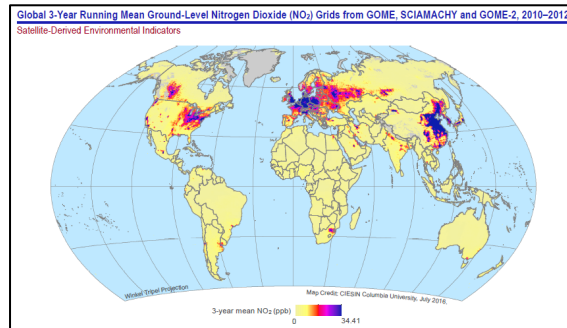 Global 3-Year Running Mean Ground-Level Nitrogen Dioxide (NO₂) Grids from GOME, SCIAMACHY and GOME-2, 2010–2012
Satellite-Derived Environmental Indicators
Winkel Tripel Projection
Map Credit: CIESIN Columbia University, July 2016.
3-year mean NO₂ (ppb)
0 34.41